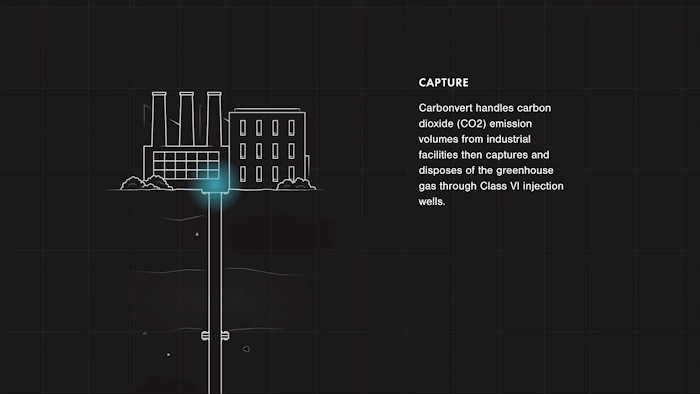 CAPTURE
Carbonvert handles carbon
dioxide (CO2) emission
volumes from industrial
facilities then captures and
disposes of the greenhouse
gas through Class VI injection
wells.